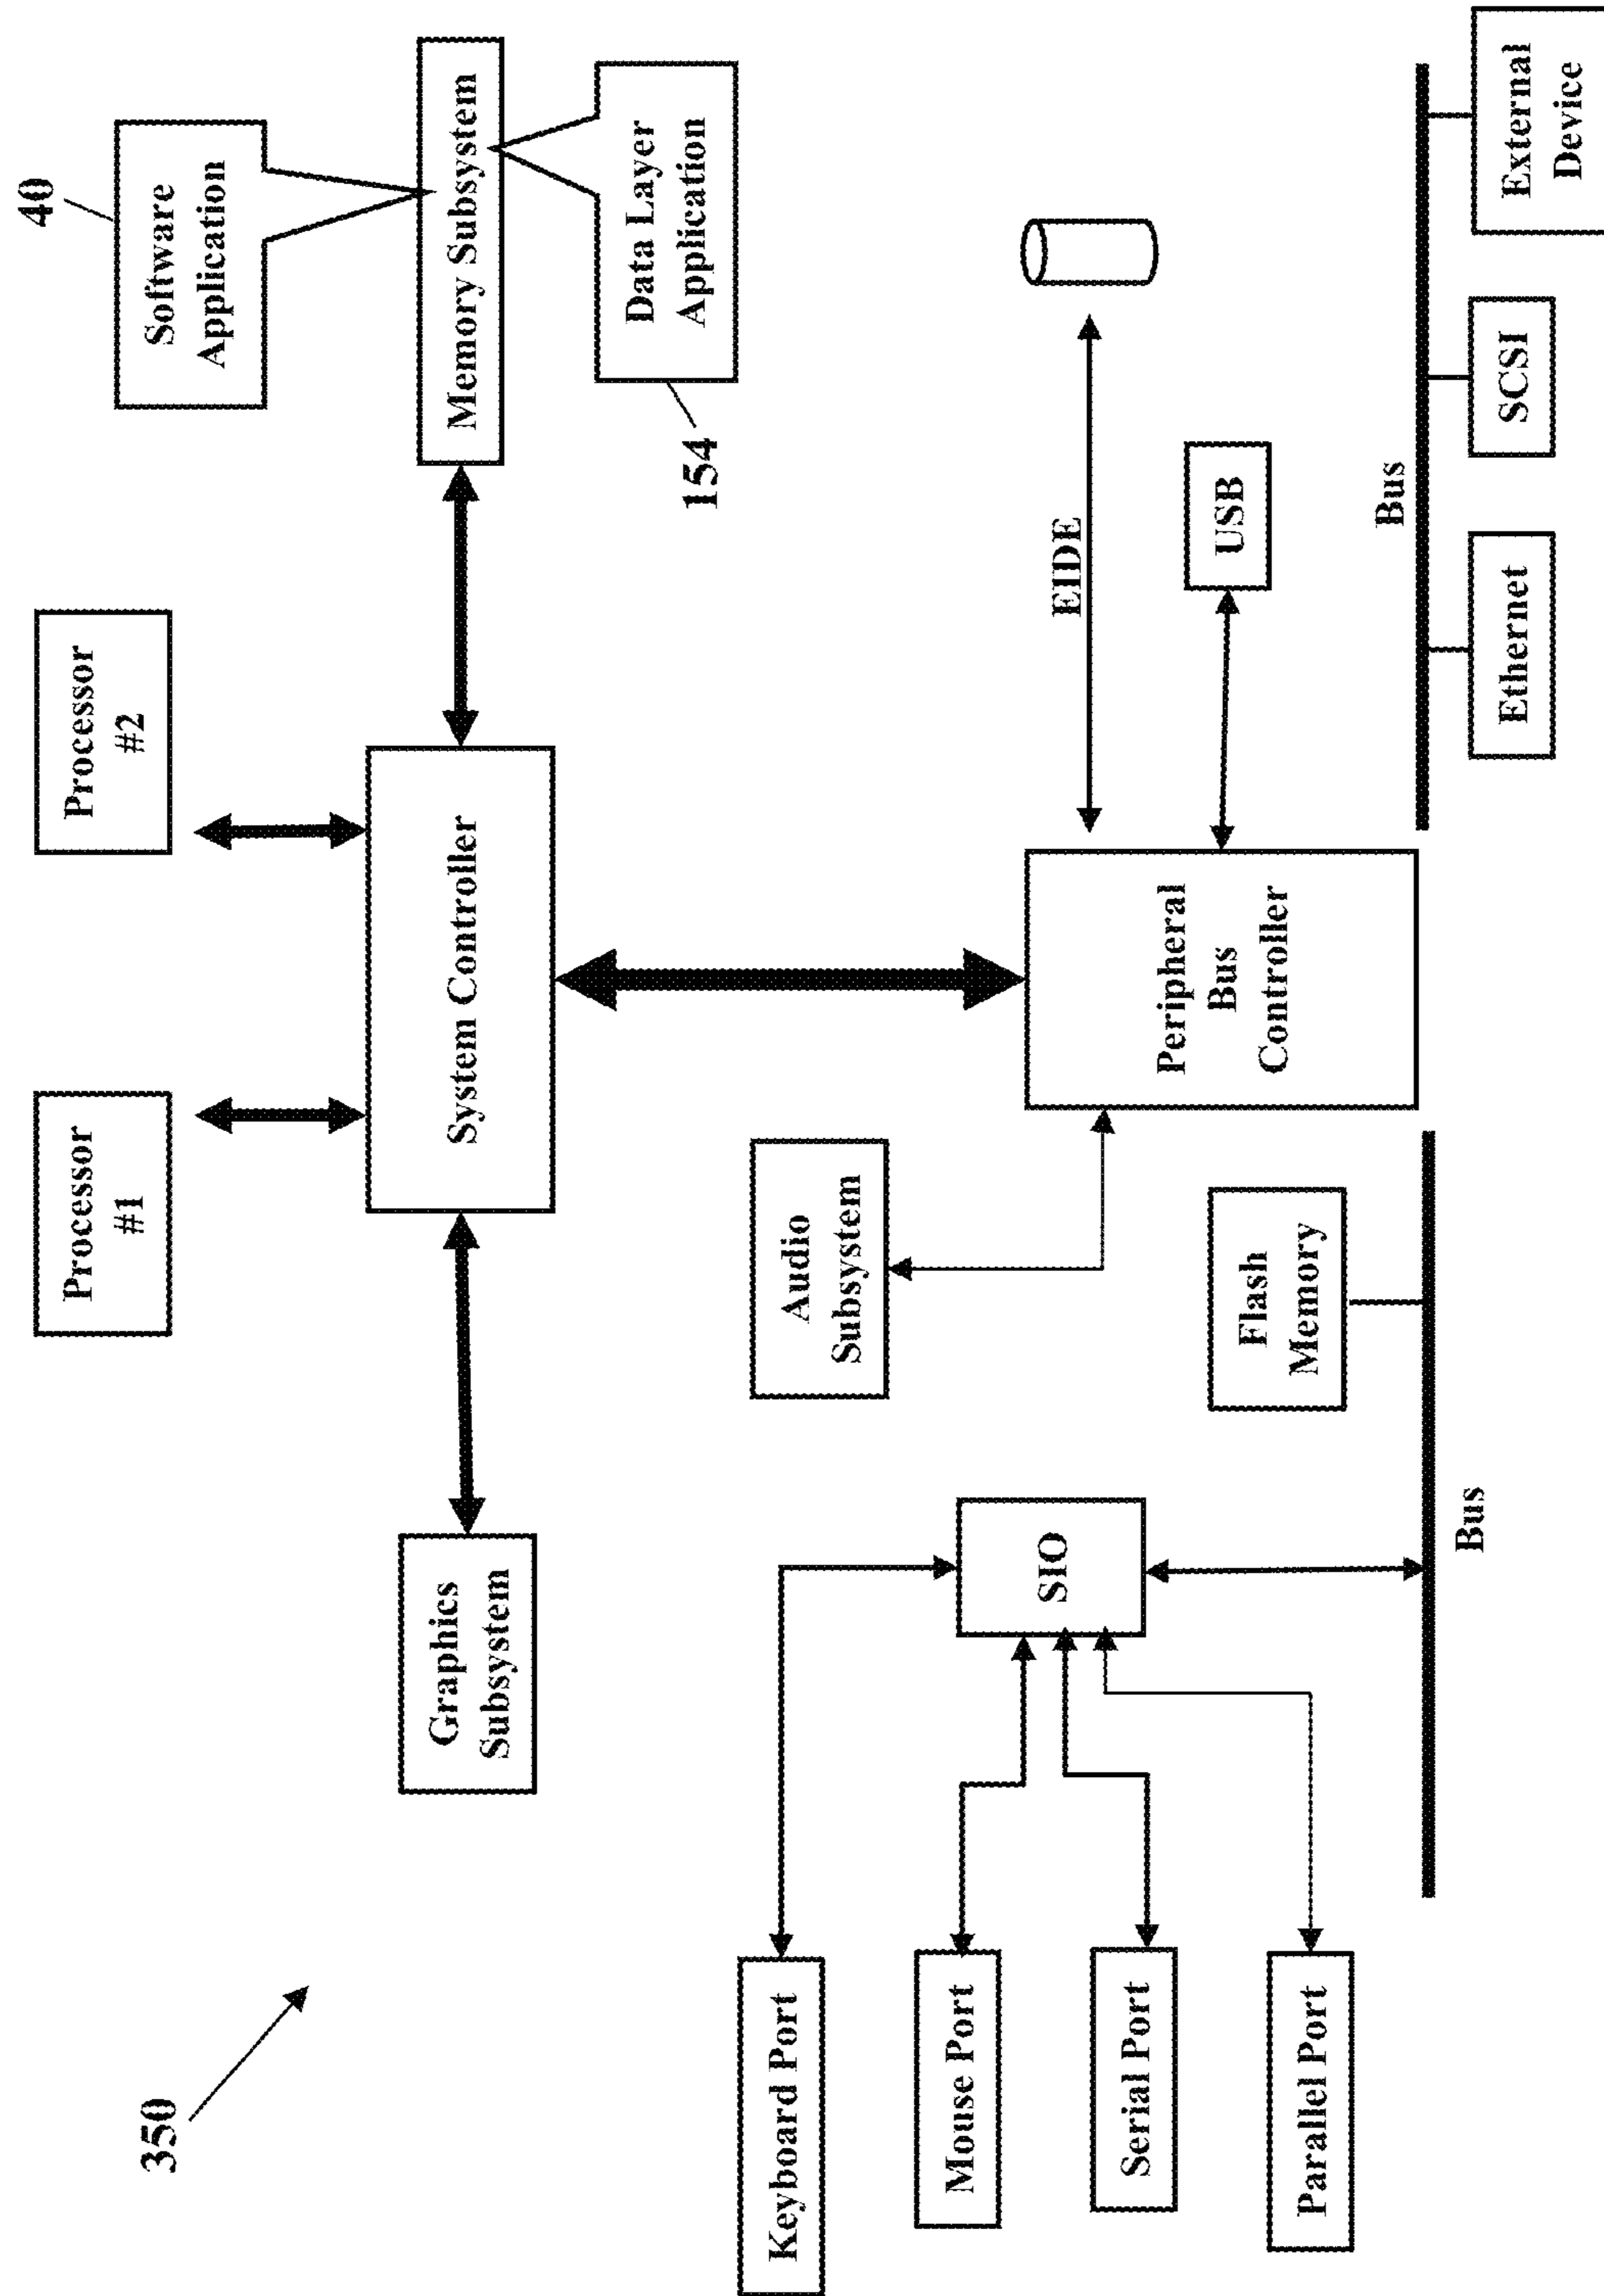 350
Processor
#1
Processor
#2
40
Software
Application
Graphics
Subsystem
System Controller
Memory Subsystem
Data Layer
Application
154
Keyboard Port
Mouse Port
Serial Port
Parallel Port
SIO
Audio
Subsystem
Flash
Memory
Peripheral
Bus
Controller
EIDE
USB
Bus
Bus
Ethernet
SCSI
External
Device